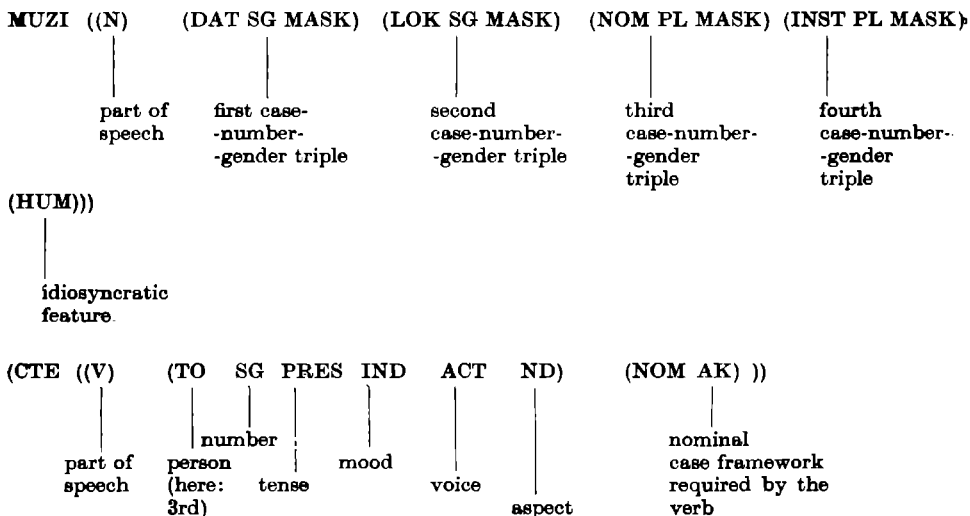 MUZI ((N) (DAT SG MASK) (LOK SG MASK) (NOM PL MASK) (INST PL MASK)
part of first case- second third fourth
speech -number- case-number- case-number- case-number-
-gender triple -gender triple -gender -gender
triple triple
(HUM)))
idiosyncratic
feature
(CTE ((V) (TO SG PRES IND ACT ND) (NOM AK) ))
number nominal
part of person mood case framework
speech (here: tense voice required by the
3rd) aspect verb